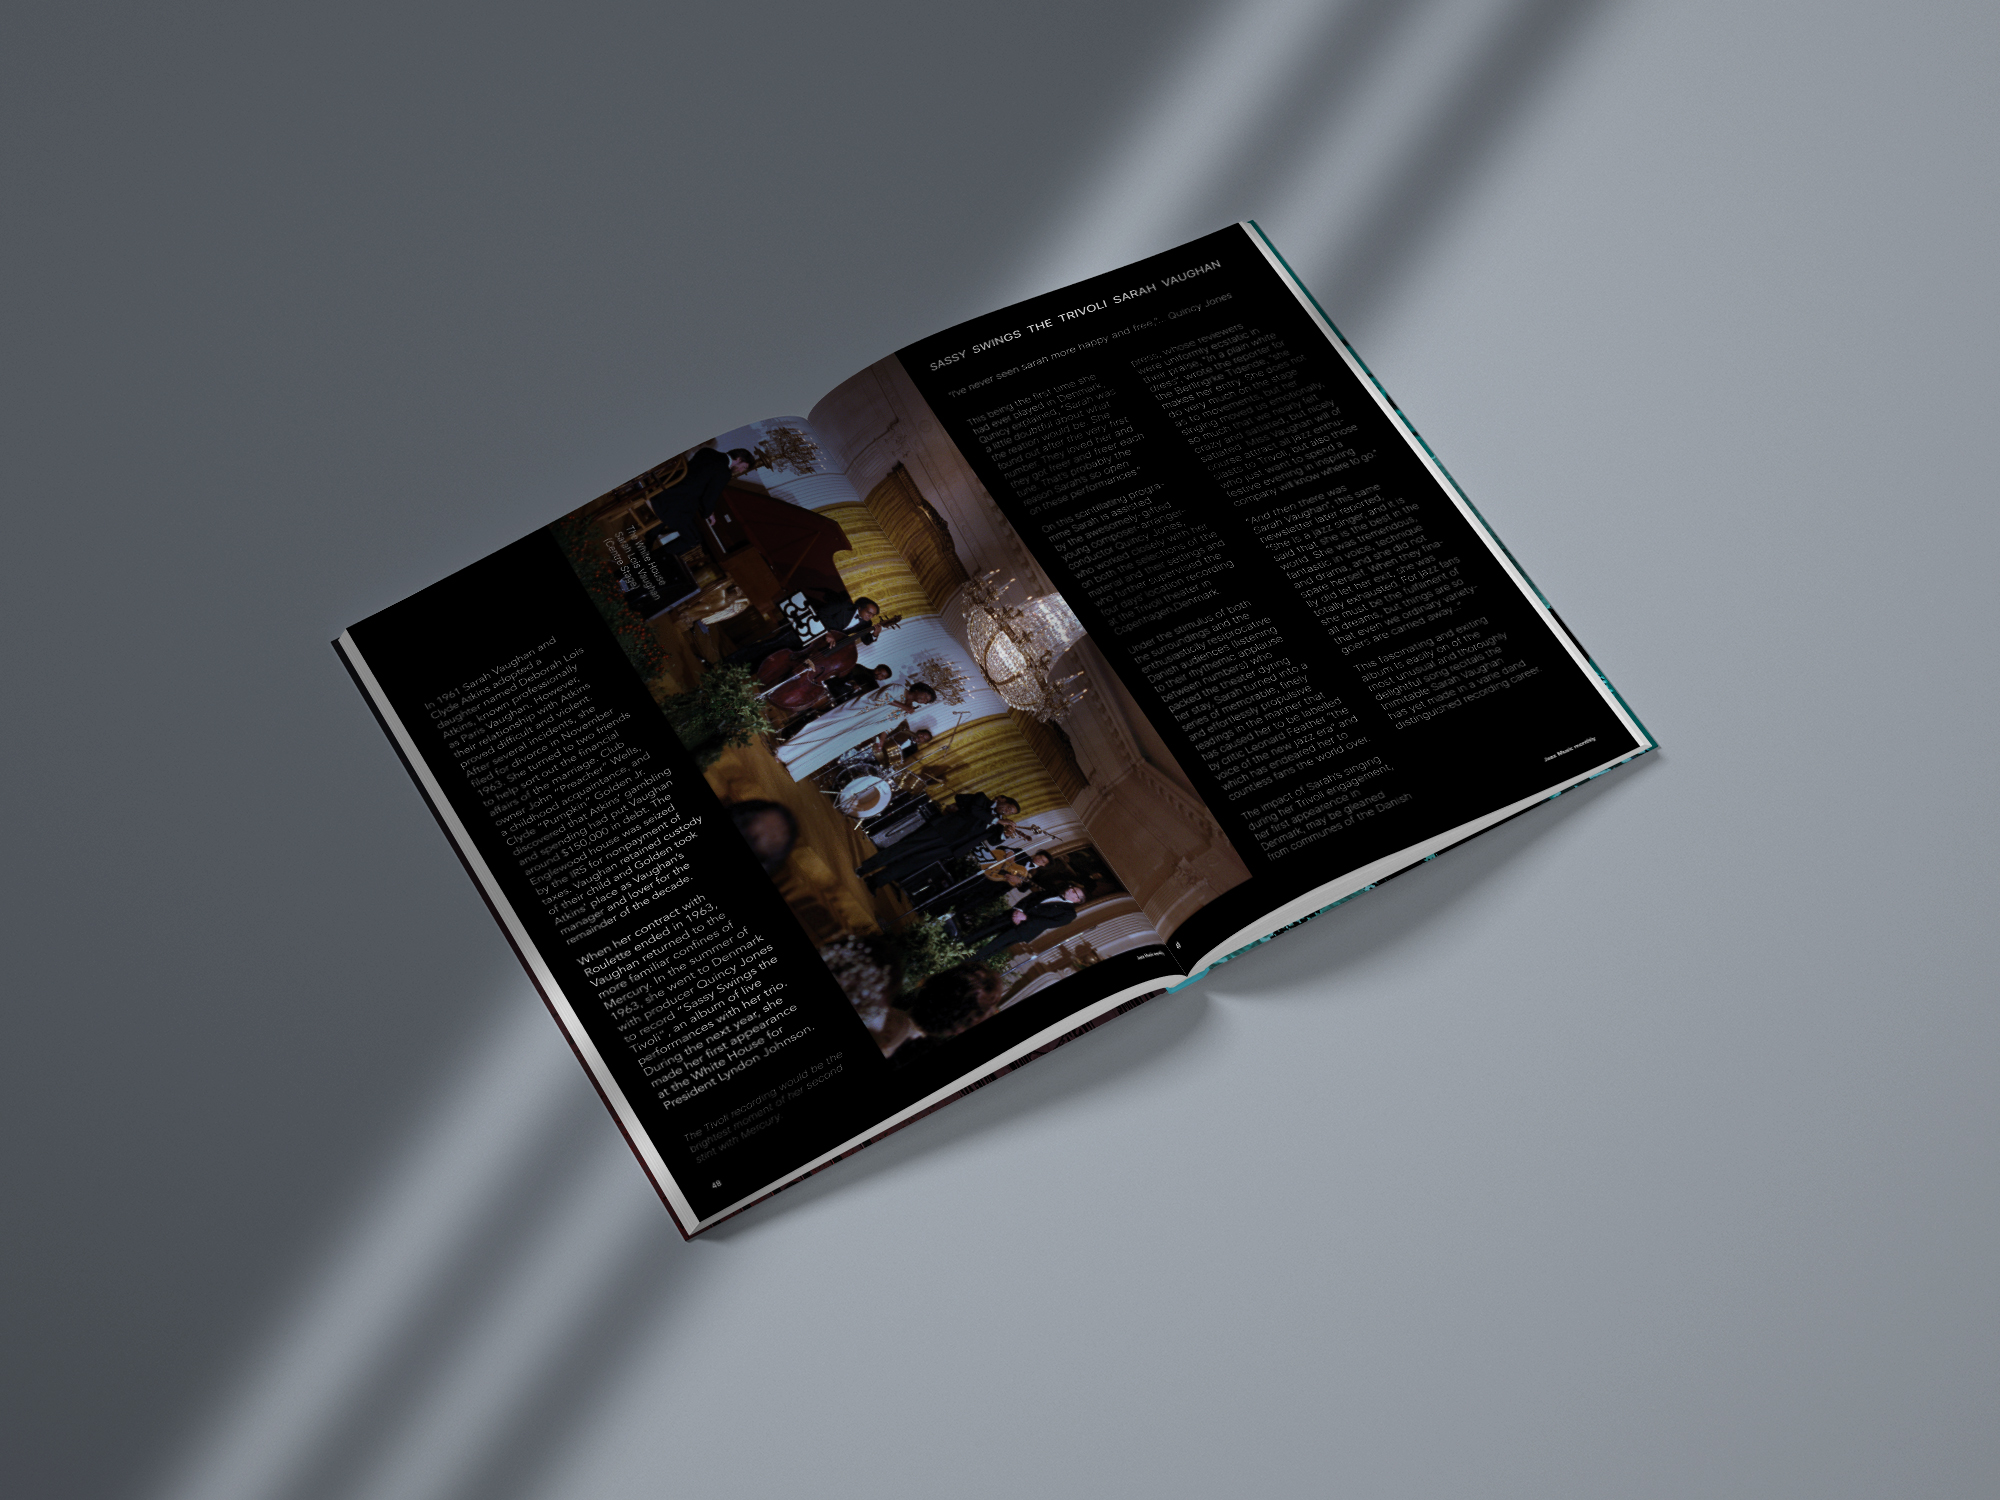 In 1961 Sarah Vaughan and
Clyde Atkins adopted a
daughter named Deborah Lois
Atkins, known professionally
as Paris Vaughan. However,
their relationship with Atkins
proved difficult and violent.
After several incidents, she
filed for divorce in November
1963. She turned to two friends
to help sort out the financial
affairs of the marriage. Club
owner John "Preacher" Wells,
a childhood acquaintance, and
Clyde "Pumpkin" Golden Jr.
discovered that Atkins' gambling
and spending had put Vaughan
around $150,000 in debt. The
Englewood house was seized
by the IRS for nonpayment of
taxes. Vaughan retained custody
of their child and Golden took
Atkins' place as Vaughan's
manager and lover for the
remainder of the decade.
When her contract with
Roulette ended in 1963,
Vaughan returned to the
more familiar confines of
Mercury. In the summer of
1963, she went to Denmark
with producer Quincy Jones
to record "Sassy Swings the
Tivoli", an album of live
performances with her trio.
During the next year, she
made her first appearance
at the White House for
President Lyndon Johnson.
The Tivoli recording would be the
brightest moment of her second
stint with Mercury.
48
The White House
Sarah Lois Vaughan
(Centre Stage)
Jazz Music monthly
SASSY SWINGS THE TRIVOLI SARAH VAUGHAN
"I've never seen Sarah more happy and free," Quincy Jones
This being the first time she
had ever played in Denmark,
Quincy explained, "Sarah was
a little doubtful about what
the reation would be. She
found out after the very first
number, they loved her and
they got free and freer each
tune. That's probably the
reason Sarah's so open
on these performances"
On this scintillating progra-
mme Sarah is assisted
by the awesomely-gifted
young composer-arranger-
conductor Quincy Jones,
who worked closely with her
on both the selections of the
material and their settings and
who further supervised the
four days' location recording
at the Trivoli theater in
Copenhagen,Denmark.
Under the stimulus of both
the surroundings and the
enthusiastically resiprocative
Danish audiences (listening
to their rhythmic applause
between numbers) who
packed the theater during
her stay, Sarah turned in to a
series of memorable, finely
and effortlessly propulsive
readings in the manner that
has caused her to be labelled
by critic Leonard Feather "the
voice of the new jazz era" and
which has endeared her to
countless fans the world over.
The impact of Sarah's singing
during her Trivoli engagement,
her first appearence in
Denmark, may be gleaned
from communes of the Danish
press, whose reviewers
were uniformly ecstatic in
their praise. "In a plain white
dress", wrote the reporter for
the Berlingske Tidende, "she
makes her entry. She does not
do very much on the stage
as to movements, but her
singing moved us emotionally,
so much that we nearly felt
crazy and elated, but nicely
satiated. Miss Vaughan will of
course attract all jazz enthu-
siasts to Trivoli, but also those
who just want to spend a
festive evening in inspiring
company will know where to go."
"And then there was
Sarah Vaughan", this same
newsletter later reported.
"She is a jazz singer, and it is
said that she is the best in the
world. She was tremendous,
fantastic in voice, technique
and drama, and she did not
spare herself. When they fina-
lly did let her exit, she was
totally exhausted. For jazz fans
she must be the fulfilment of
all dreams, but things are so
that even we ordinary variety-
goers are carried away..."
This fascinating and exiting
album is easily one of the
most unusual and thoroughly
delightful song recitals the
inimitable Sarah Vaughan
has yet made in a varie dand
distinguished recording career.
Jazz Music monthly